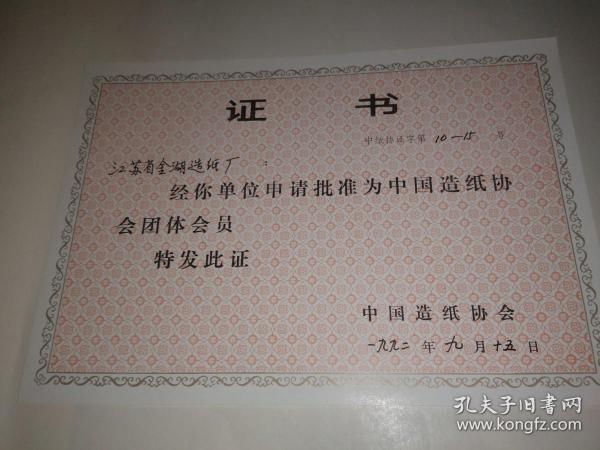 证 书
中纸协证字第 10-15 号
江苏省金湖造纸厂：
经你单位申请批准为中国造纸协
会团体会员
特发此证
中国造纸协会
一九九二年九月十五日
孔夫子旧书网
www.kongfz.com